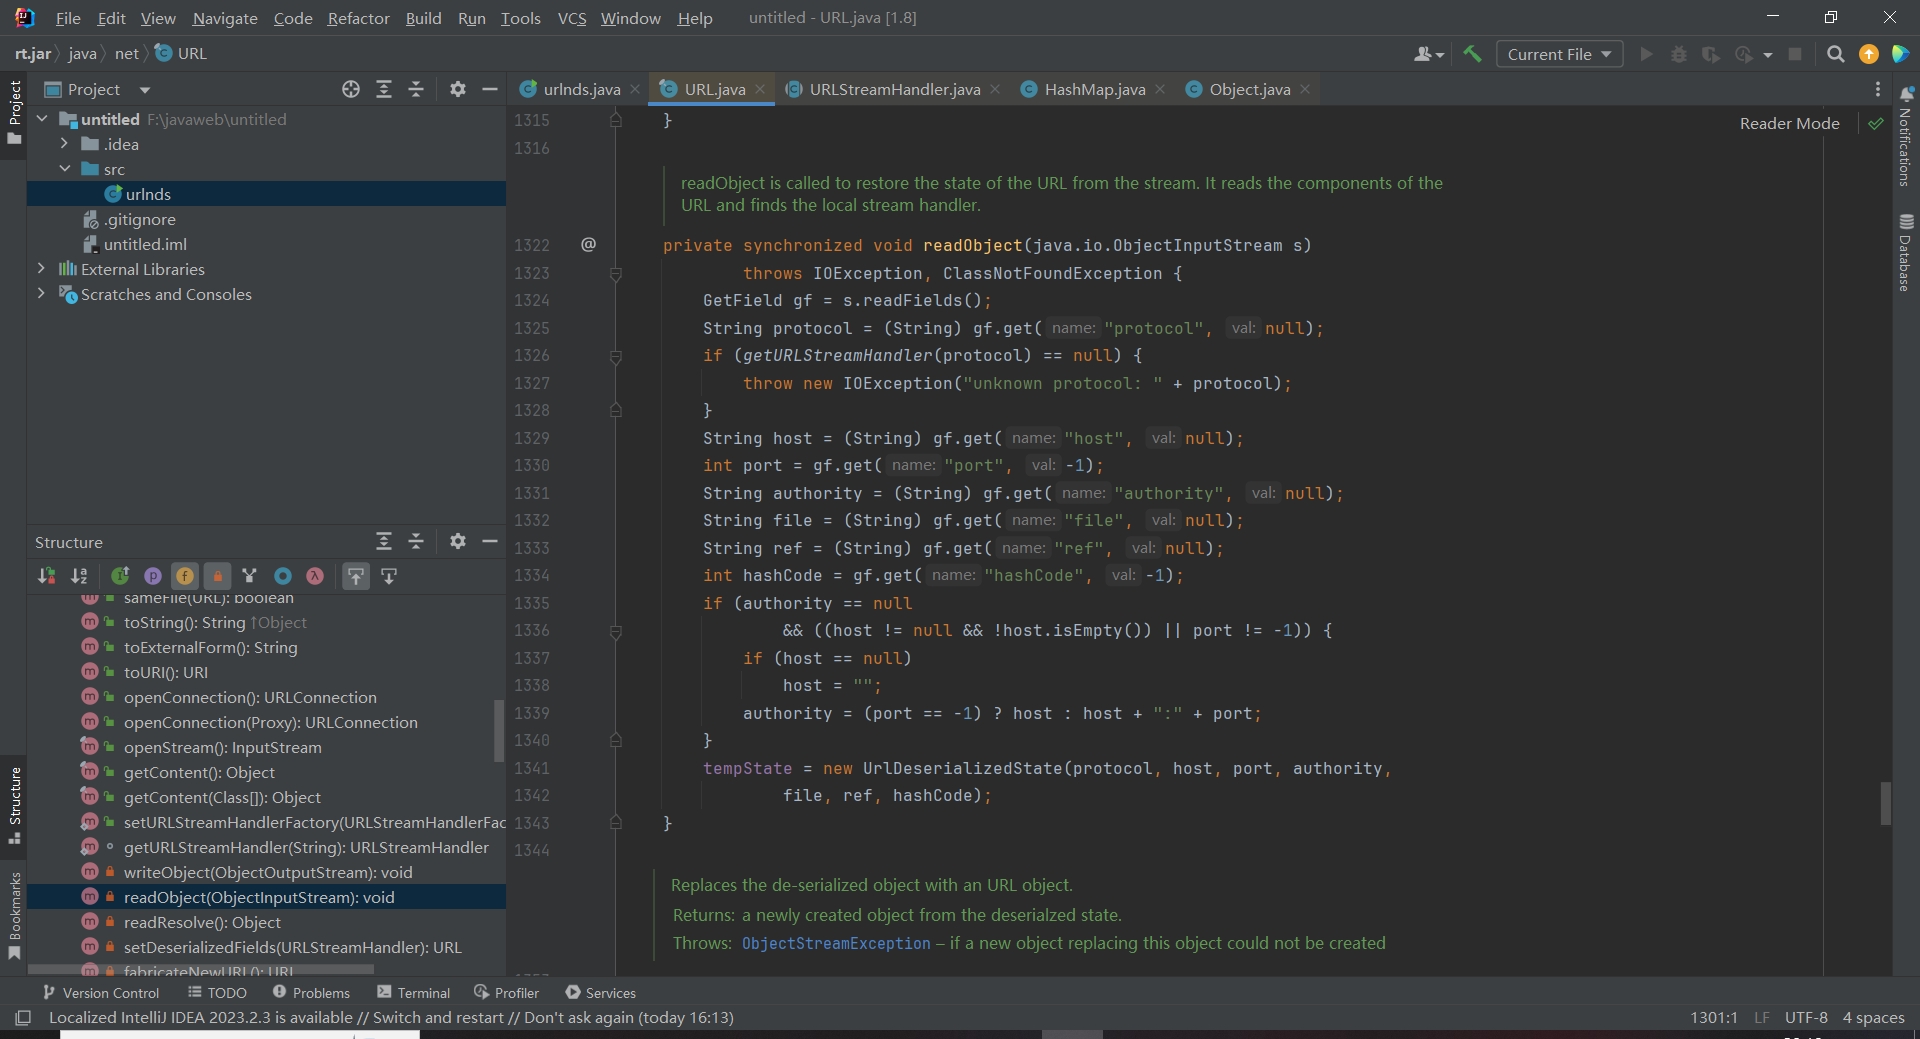 File Edit View Navigate Code Refactor Build Run Tools VCS Window Help untitled - URL.java [1.8]
rt.jar java net URL
Current File
Project
Project
urlnds.java URL.java URLStreamHandler.java HashMap.java Object.java
Reader Mode
Notifications
Database
untitled F:\javaweb\untitled
.idea
src
urlnds
.gitignore
untitled.iml
External Libraries
Scratches and Consoles
Structure
sameFile(URL): boolean
toString(): String ↑Object
toExternalForm(): String
toURI(): URI
openConnection(): URLConnection
openConnection(Proxy): URLConnection
openStream(): InputStream
getContent(): Object
getContent(Class[]): Object
setURLStreamHandlerFactory(URLStreamHandlerFac
getURLStreamHandler(String): URLStreamHandler
writeObject(ObjectOutputStream): void
readObject(ObjectInputStream): void
readResolve(): Object
setDeserializedFields(URLStreamHandler): URL
fabricateNewURL(): URL
Structure
Bookmarks
1315 }
1316
readObject is called to restore the state of the URL from the stream. It reads the components of the
URL and finds the local stream handler.
1322 @ private synchronized void readObject(java.io.ObjectInputStream s)
1323 throws IOException, ClassNotFoundException {
1324 GetField gf = s.readFields();
1325 String protocol = (String) gf.get( name: "protocol", val: null);
1326 if (getURLStreamHandler(protocol) == null) {
1327 throw new IOException("unknown protocol: " + protocol);
1328 }
1329 String host = (String) gf.get( name: "host", val: null);
1330 int port = gf.get( name: "port", val: -1);
1331 String authority = (String) gf.get( name: "authority", val: null);
1332 String file = (String) gf.get( name: "file", val: null);
1333 String ref = (String) gf.get( name: "ref", val: null);
1334 int hashCode = gf.get( name: "hashCode", val: -1);
1335 if (authority == null
1336 && ((host != null && !host.isEmpty()) || port != -1)) {
1337 if (host == null)
1338 host = "";
1339 authority = (port == -1) ? host : host + ":" + port;
1340 }
1341 tempState = new UrlDeserializedState(protocol, host, port, authority,
1342 file, ref, hashCode);
1343 }
1344
Replaces the de-serialized object with an URL object.
Returns: a newly created object from the deserialzed state.
Throws: ObjectStreamException – if a new object replacing this object could not be created
Version Control TODO Problems Terminal Profiler Services
Localized IntelliJ IDEA 2023.2.3 is available // Switch and restart // Don't ask again (today 16:13) 1301:1 LF UTF-8 4 spaces